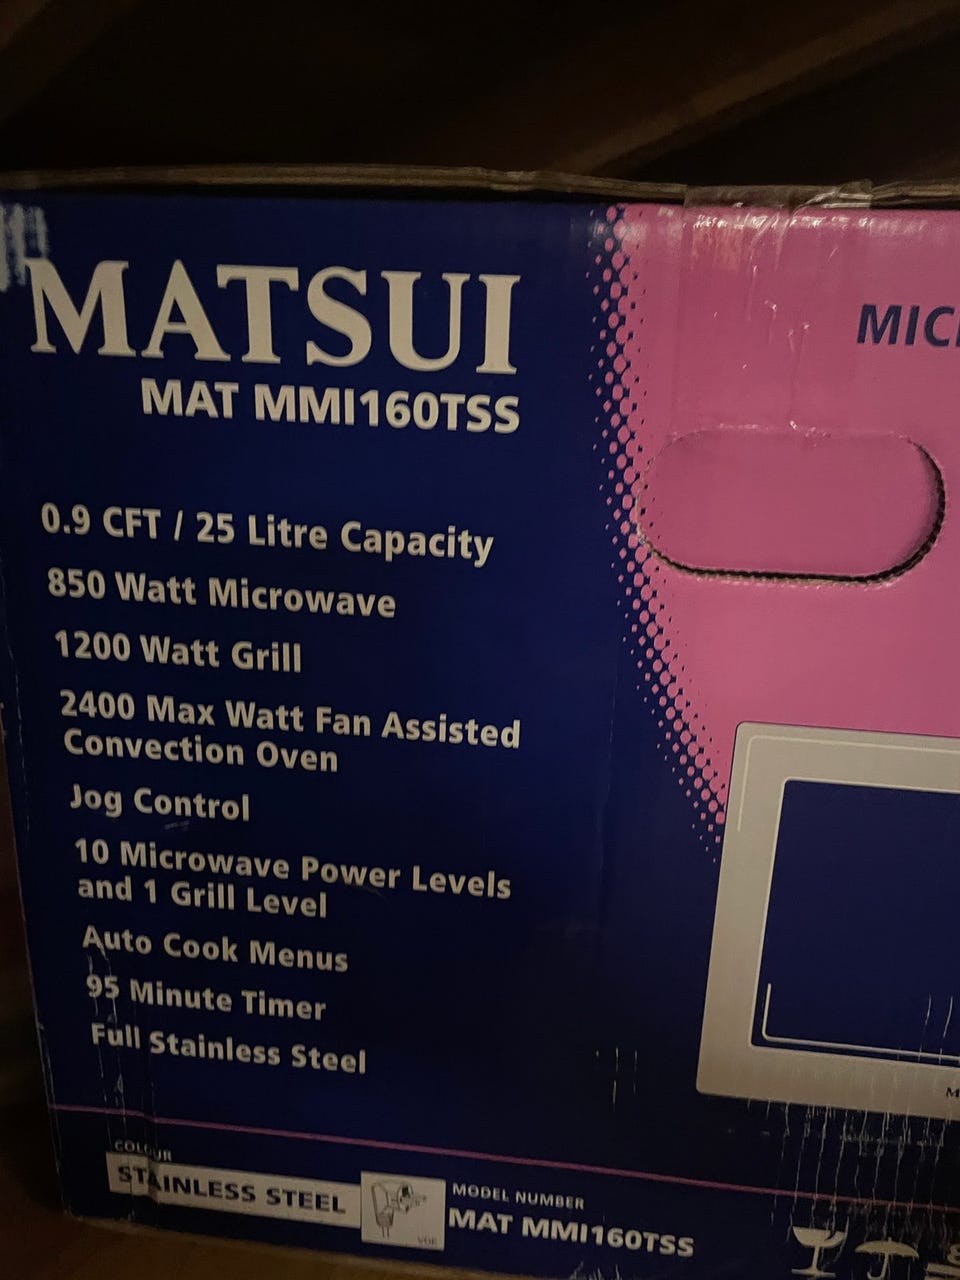 MATSUI
MAT MMI160TSS
0.9 CFT / 25 Litre Capacity
850 Watt Microwave
1200 Watt Grill
2400 Max Watt Fan Assisted
Convection Oven
Jog Control
10 Microwave Power Levels
and 1 Grill Level
Auto Cook Menus
95 Minute Timer
Full Stainless Steel
COLOUR
STAINLESS STEEL
MODEL NUMBER
MAT MMI160TSS